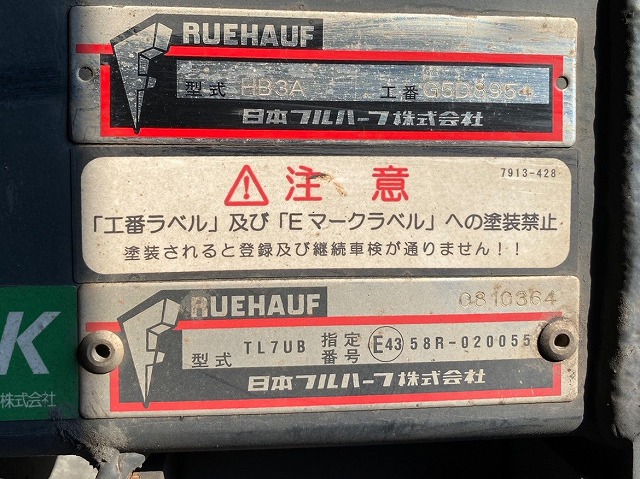 RUEHAUF
型式 HB3A 工番 G5D8954
日本フルハーフ株式会社
⚠注意 7913-428
「工番ラベル」及び「Eマークラベル」への塗装禁止
塗装されると登録及び継続車検が通りません!!
RUEHAUF 0810364
型式 TL7UB 指定番号 E43 58R-020055
日本フルハーフ株式会社
K
株式会社